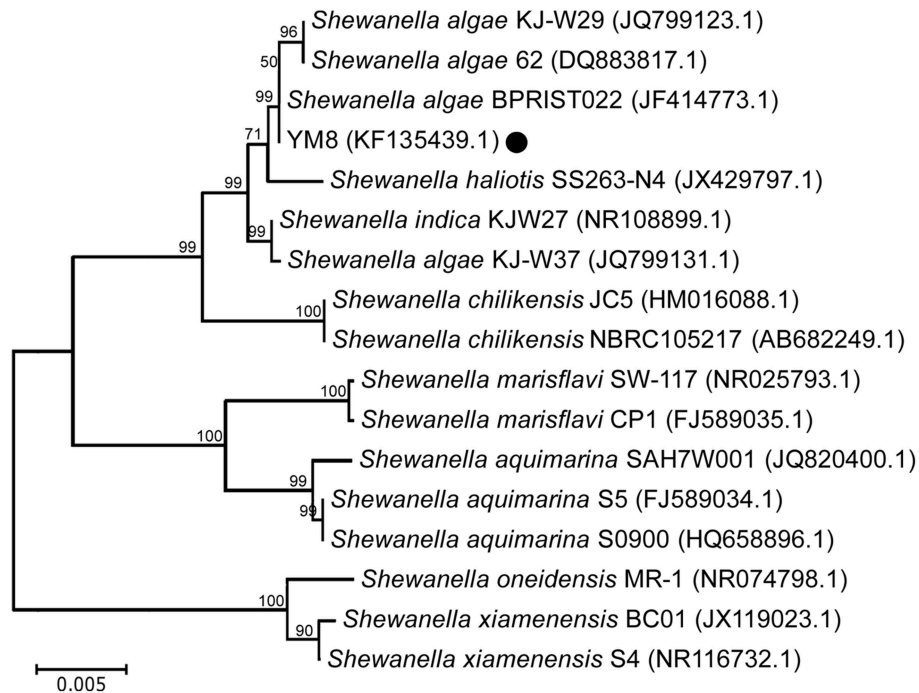 Shewanella algae KJ-W29 (JQ799123.1)
96
50
Shewanella algae 62 (DQ883817.1)
99
Shewanella algae BPRIST022 (JF414773.1)
71
YM8 (KF135439.1)
99
Shewanella haliotis SS263-N4 (JX429797.1)
99
Shewanella indica KJW27 (NR108899.1)
99
Shewanella algae KJ-W37 (JQ799131.1)
100
Shewanella chilikensis JC5 (HM016088.1)
Shewanella chilikensis NBRC105217 (AB682249.1)
100
Shewanella marisflavi SW-117 (NR025793.1)
Shewanella marisflavi CP1 (FJ589035.1)
100
Shewanella aquimarina SAH7W001 (JQ820400.1)
99
Shewanella aquimarina S5 (FJ589034.1)
99
Shewanella aquimarina S0900 (HQ658896.1)
Shewanella oneidensis MR-1 (NR074798.1)
100
Shewanella xiamenensis BC01 (JX119023.1)
90
Shewanella xiamenensis S4 (NR116732.1)
0.005